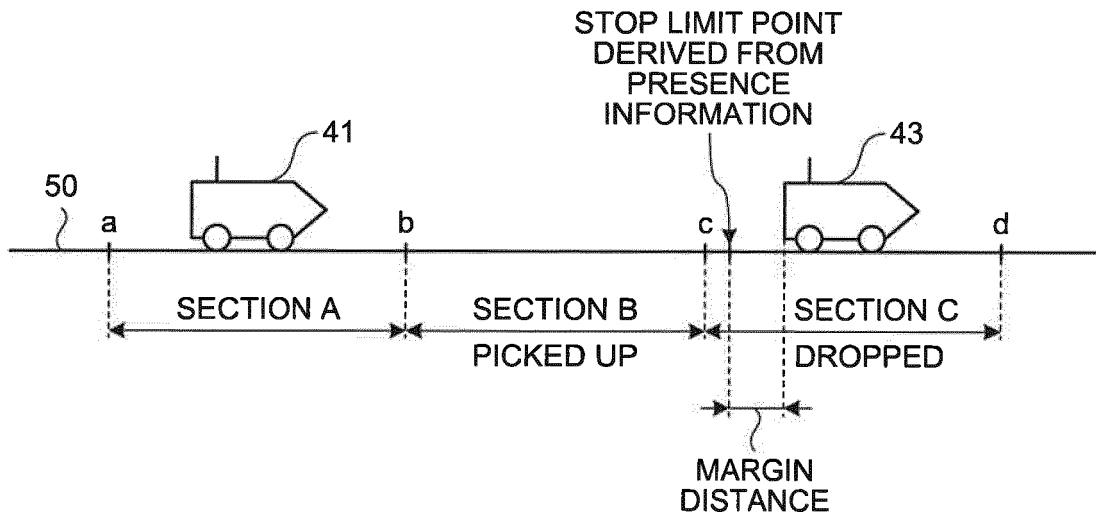 STOP LIMIT POINT
DERIVED FROM
PRESENCE
INFORMATION
41
43
50
a
b
c
d
SECTION A
SECTION B
SECTION C
PICKED UP
DROPPED
MARGIN
DISTANCE